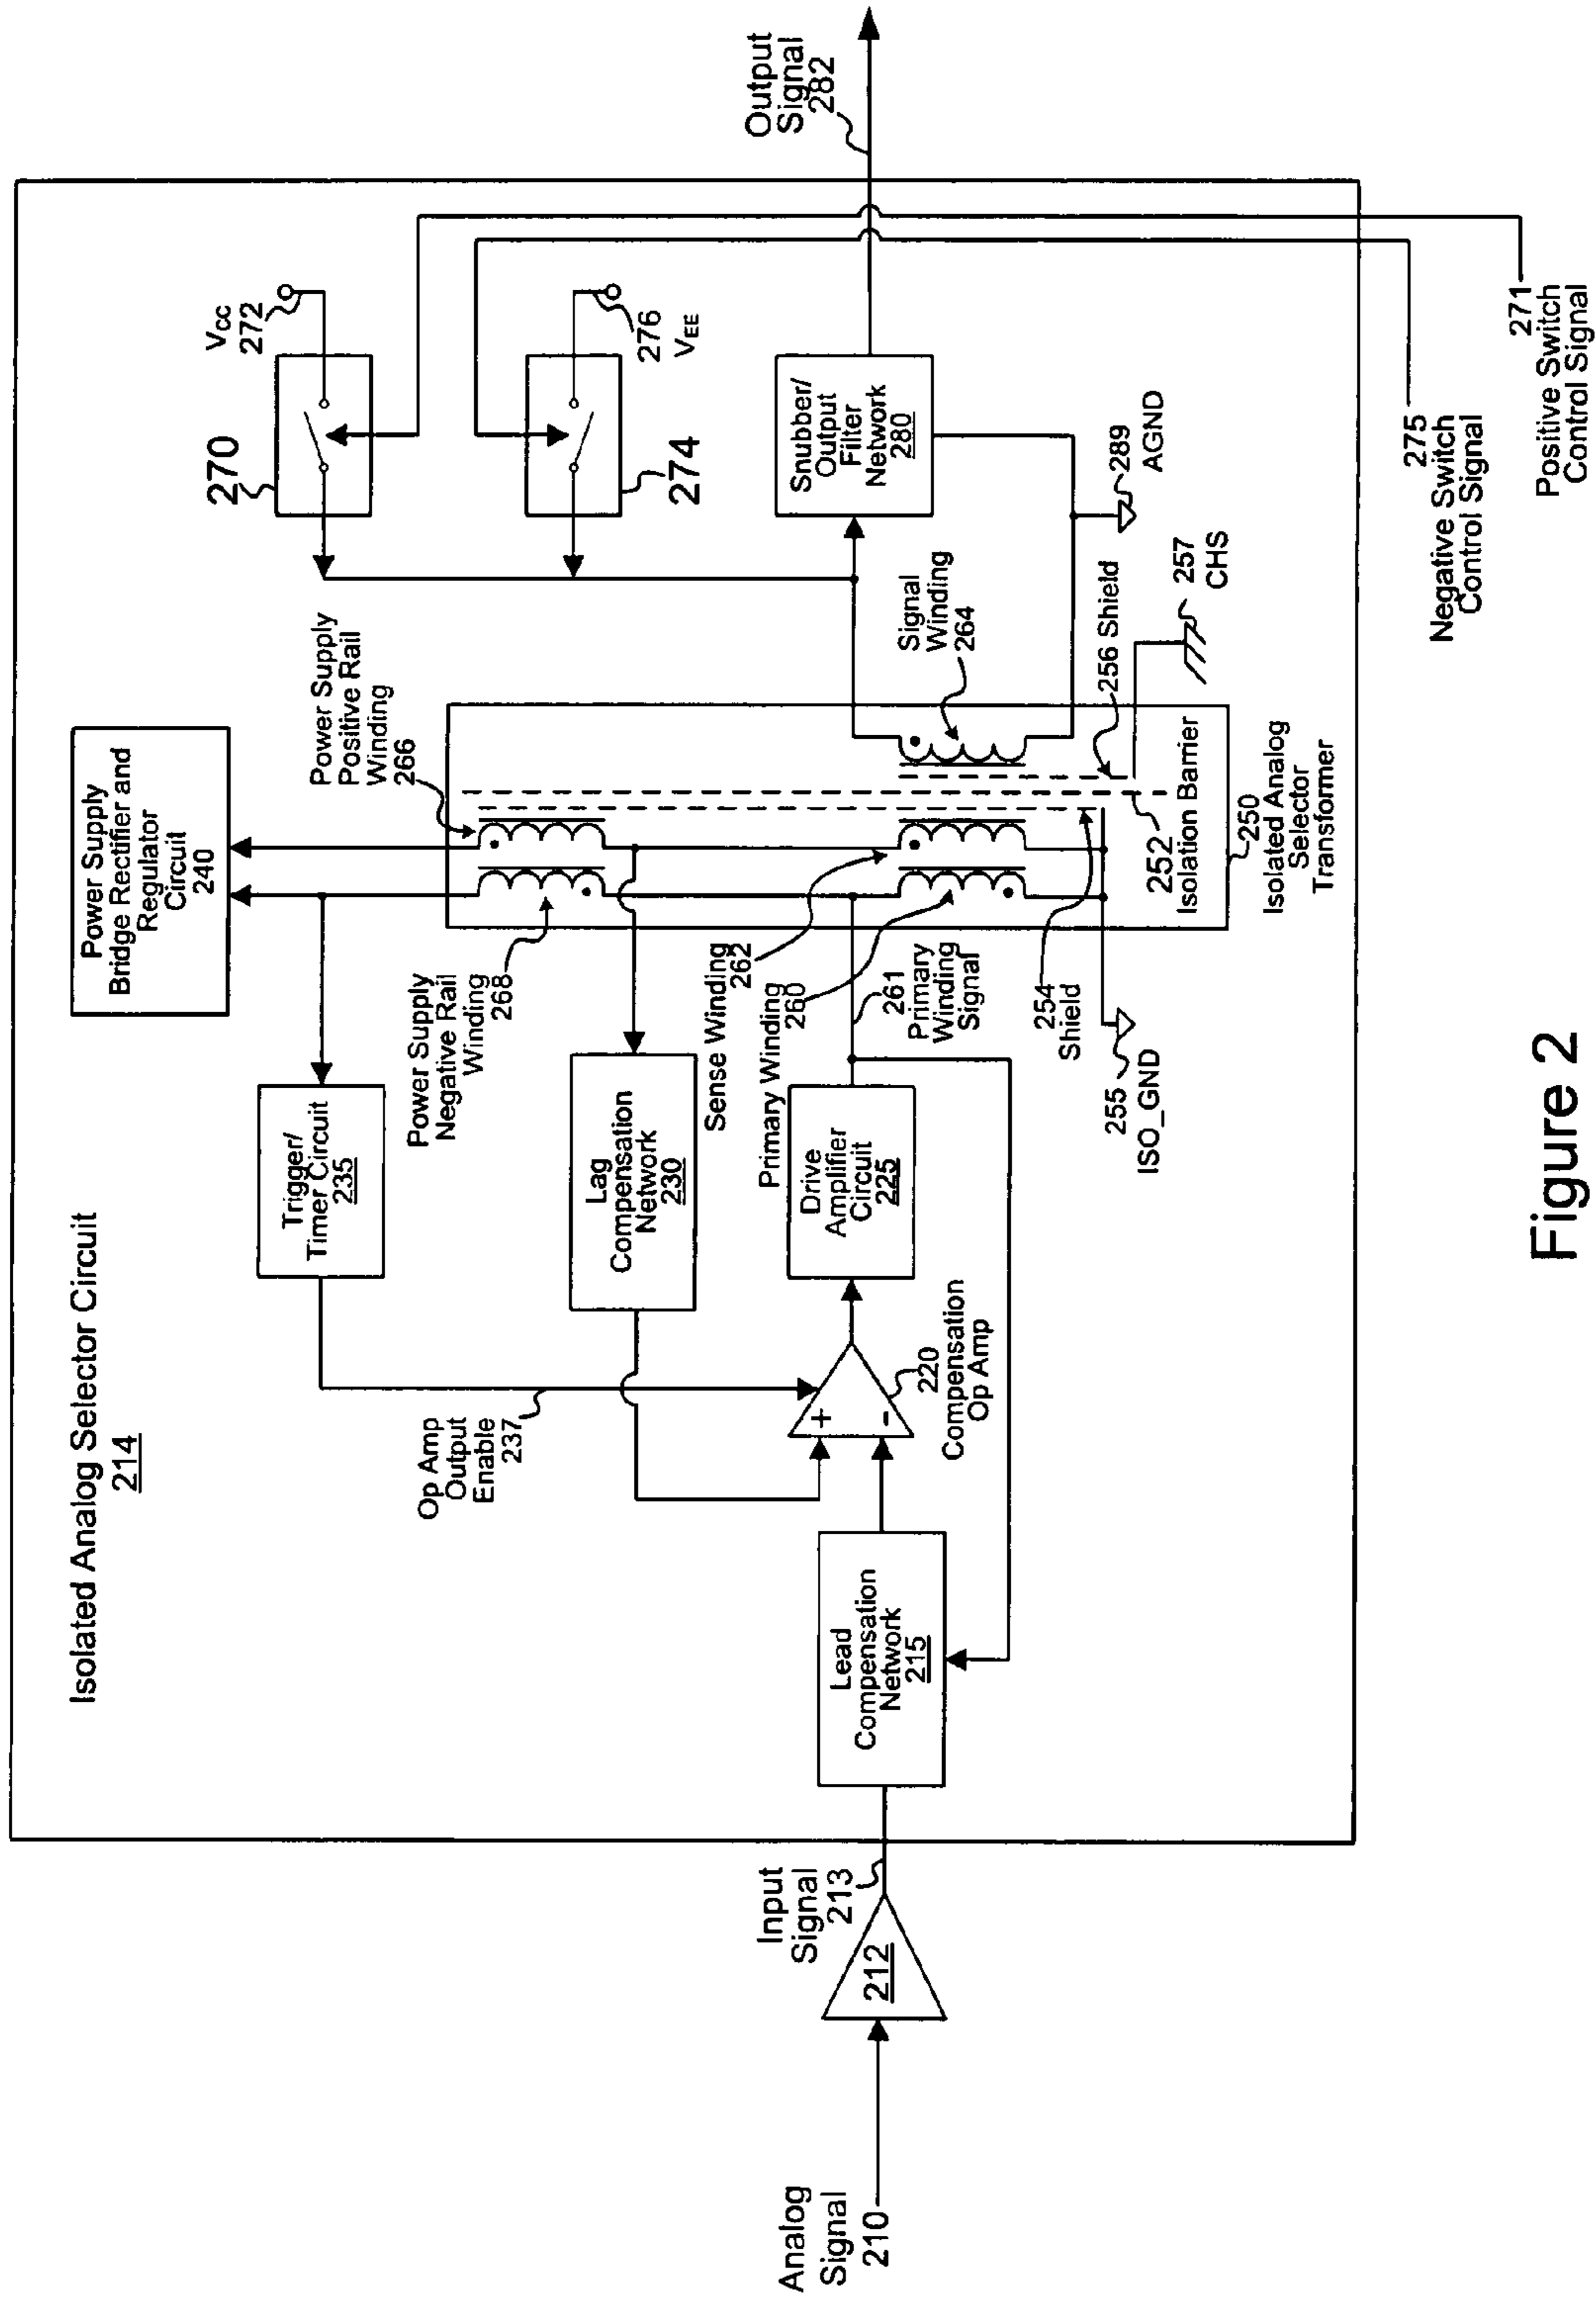 Isolated Analog Selector Circuit
214
Power Supply
Bridge Rectifier and
Regulator
Circuit
240
Trigger/
Timer Circuit
235
Power Supply
Positive Rail
Winding
266
Vcc
272
270
Power Supply
Negative Rail
Winding
268
276
VEE
274
Op Amp
Output
Enable
237
Lag
Compensation
Network
230
Sense Winding
262
Primary Winding
260
Signal
Winding
264
Snubber/
Output
Filter
Network
280
Output
Signal
282
Analog
Signal
210
212
Input
Signal
213
Lead
Compensation
Network
215
+
-
220
Compensation
Op Amp
Drive
Amplifier
Circuit
225
261
Primary
Winding
Signal
254
Shield
255
ISO_GND
252
Isolation Barrier
256 Shield
257
CHS
289
AGND
250
Isolated Analog
Selector
Transformer
275
Negative Switch
Control Signal
271
Positive Switch
Control Signal
Figure 2